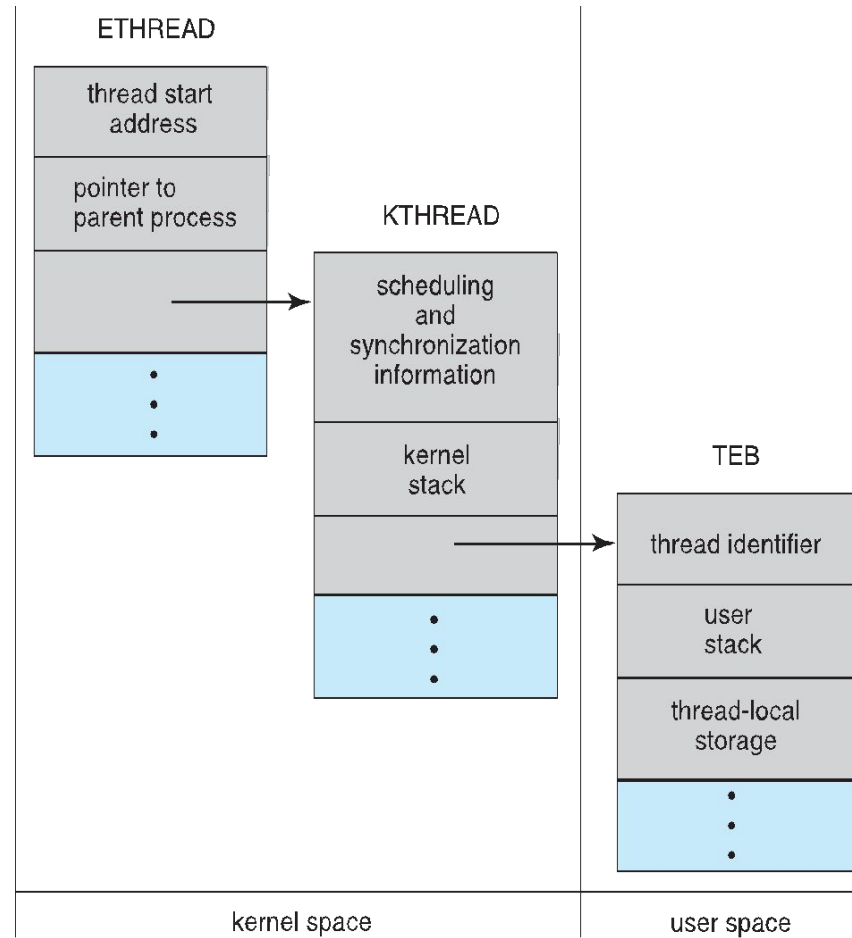 ETHREAD
thread start
address
pointer to
parent process
KTHREAD
scheduling
and
synchronization
information
kernel
stack
TEB
thread identifier
user
stack
thread-local
storage
kernel space
user space